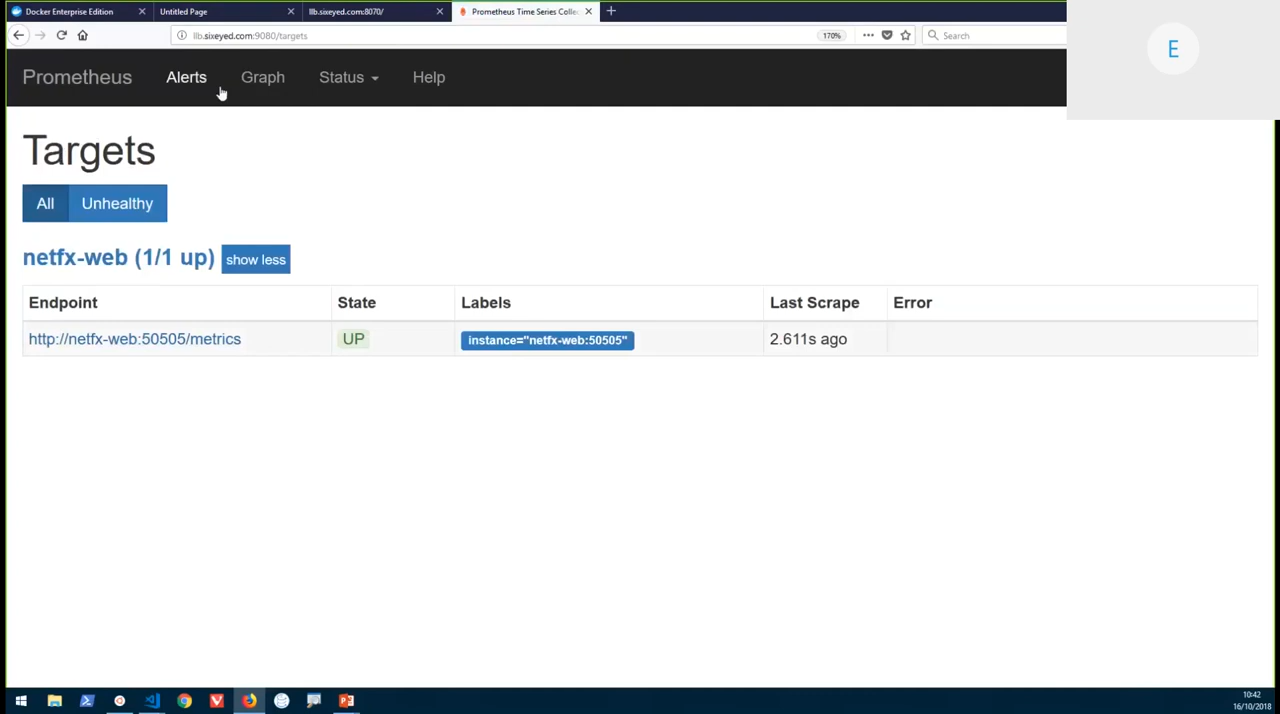 Docker Enterprise Edition
Untitled Page
llb.sixeyed.com:8070/
Prometheus Time Series Colle
llb.sixeyed.com:9080/targets
170%
Search
E
Prometheus
Alerts
Graph
Status
Help
Targets
All
Unhealthy
netfx-web (1/1 up)
show less
Endpoint
State
Labels
Last Scrape
Error
http://netfx-web:50505/metrics
UP
instance="netfx-web:50505"
2.611s ago
10:42
16/10/2018